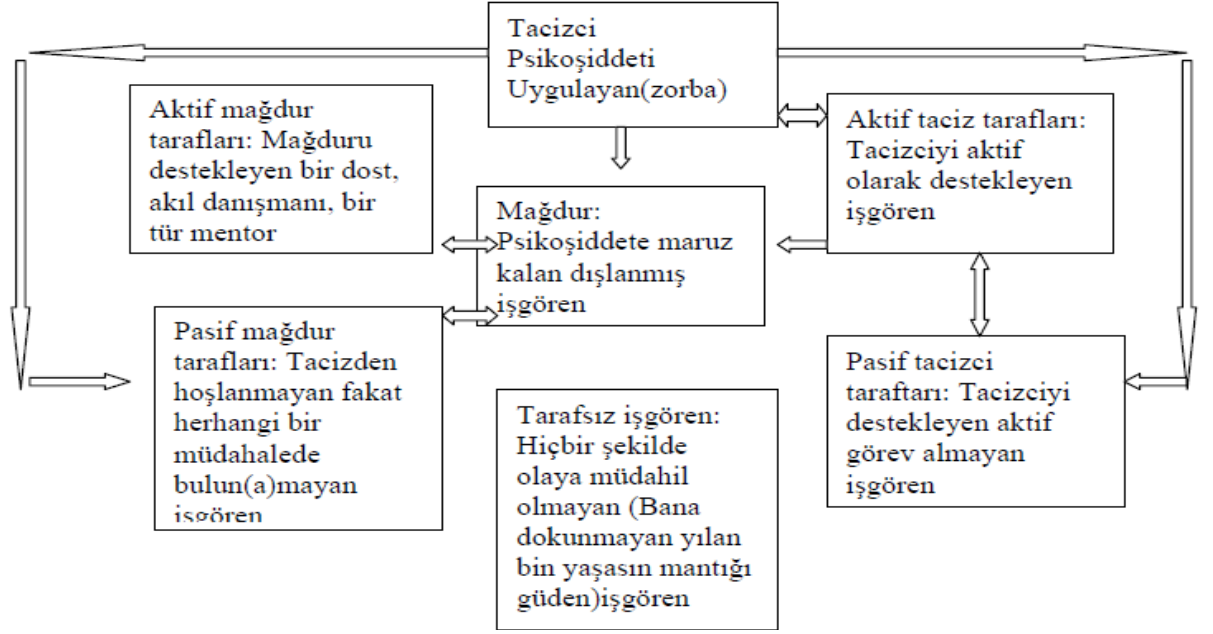 Tacizci
Psikoşiddeti
Uygulayan(zorba)
Aktif mağdur
tarafları: Mağduru
destekleyen bir dost,
akıl danışmanı, bir
tür mentor
Aktif taciz tarafları:
Tacizciyi aktif
olarak destekleyen
işgören
Mağdur:
Psikoşiddete maruz
kalan dışlanmış
işgören
Pasif mağdur
tarafları: Tacizden
hoşlanmayan fakat
herhangi bir
müdahalede
bulun(a)mayan
işgören
Pasif tacizci
taraftarı: Tacizciyi
destekleyen aktif
görev almayan
işgören
Tarafsız işgören:
Hiçbir şekilde
olaya müdahil
olmayan (Bana
dokunmayan yılan
bin yaşasın mantığı
güden)işgören